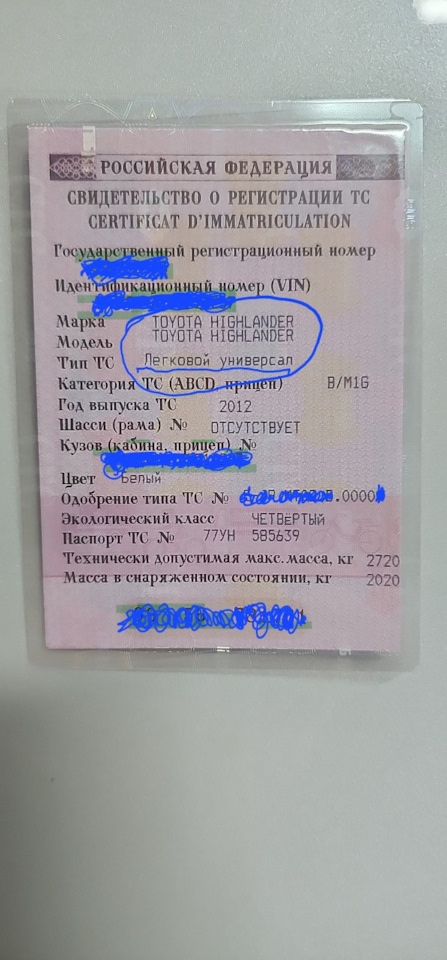 РОССИЙСКАЯ ФЕДЕРАЦИЯ
СВИДЕТЕЛЬСТВО О РЕГИСТРАЦИИ ТС
CERTIFICAT D'IMMATRICULATION
Государственный регистрационный номер
Идентификационный номер (VIN)
Марка TOYOTA HIGHLANDER
Модель TOYOTA HIGHLANDER
Тип ТС Легковой универсал
Категория ТС (ABCD, прицеп) B/M1G
Год выпуска ТС 2012
Шасси (рама) № ОТСУТСТВУЕТ
Кузов (кабина, прицеп) №
Цвет Белый
Одобрение типа ТС №
Экологический класс ЧЕТВЕРТЫЙ
Паспорт ТС № 77УН 585639
Технически допустимая макс. масса, кг 2720
Масса в снаряженном состоянии, кг 2020